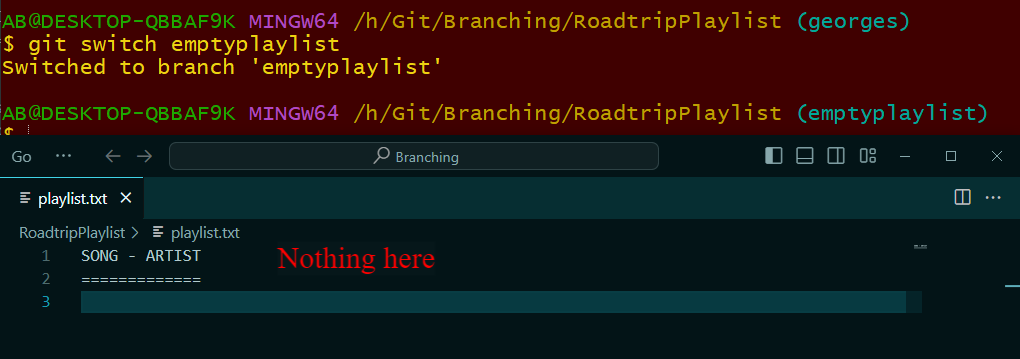 AB@DESKTOP-QBBAF9K MINGW64 /h/Git/Branching/RoadtripPlaylist (georges)
$ git switch emptyplaylist
Switched to branch 'emptyplaylist'
AB@DESKTOP-QBBAF9K MINGW64 /h/Git/Branching/RoadtripPlaylist (emptyplaylist)
$
Go ··· Branching
playlist.txt
RoadtripPlaylist > playlist.txt
1 SONG - ARTIST Nothing here
2 =============
3